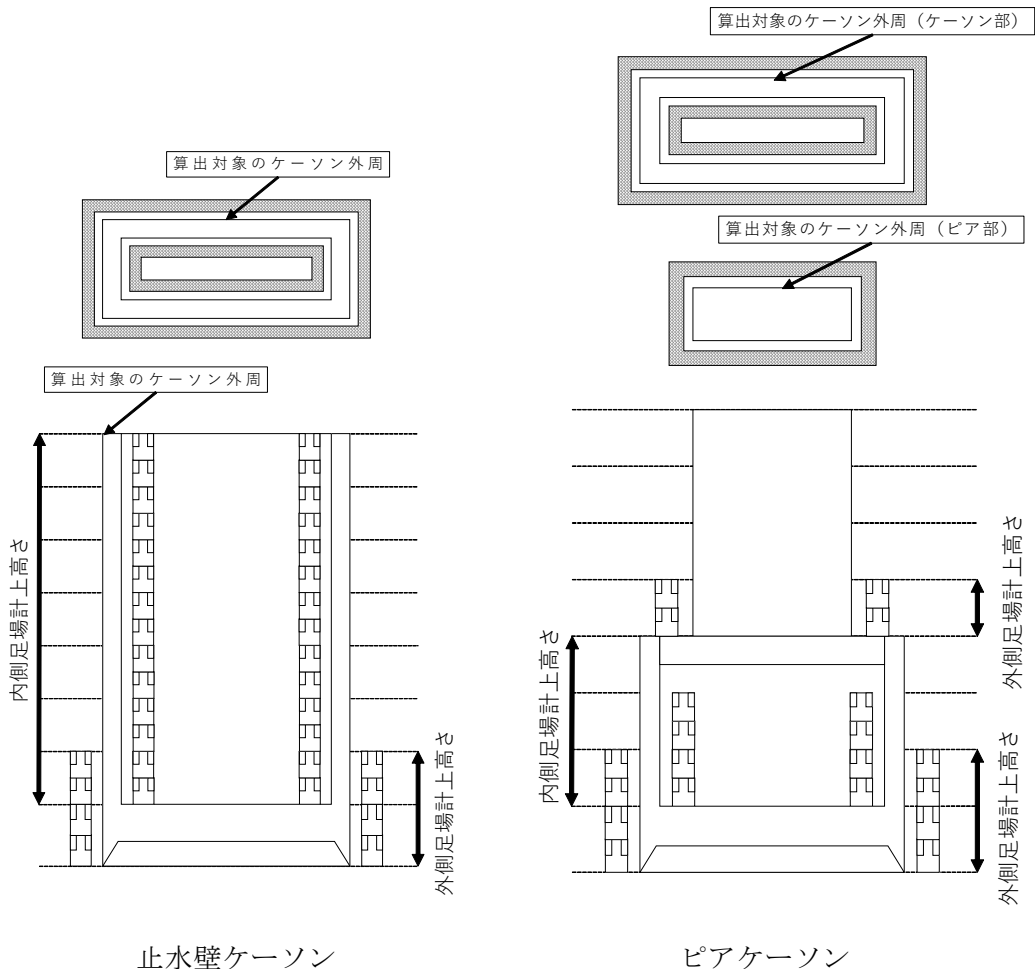 算出対象のケーソン外周（ケーソン部）
算出対象のケーソン外周
算出対象のケーソン外周（ピア部）
算出対象のケーソン外周
内側足場計上高さ
外側足場計上高さ
内側足場計上高さ
外側足場計上高さ
外側足場計上高さ
止水壁ケーソン
ピアケーソン